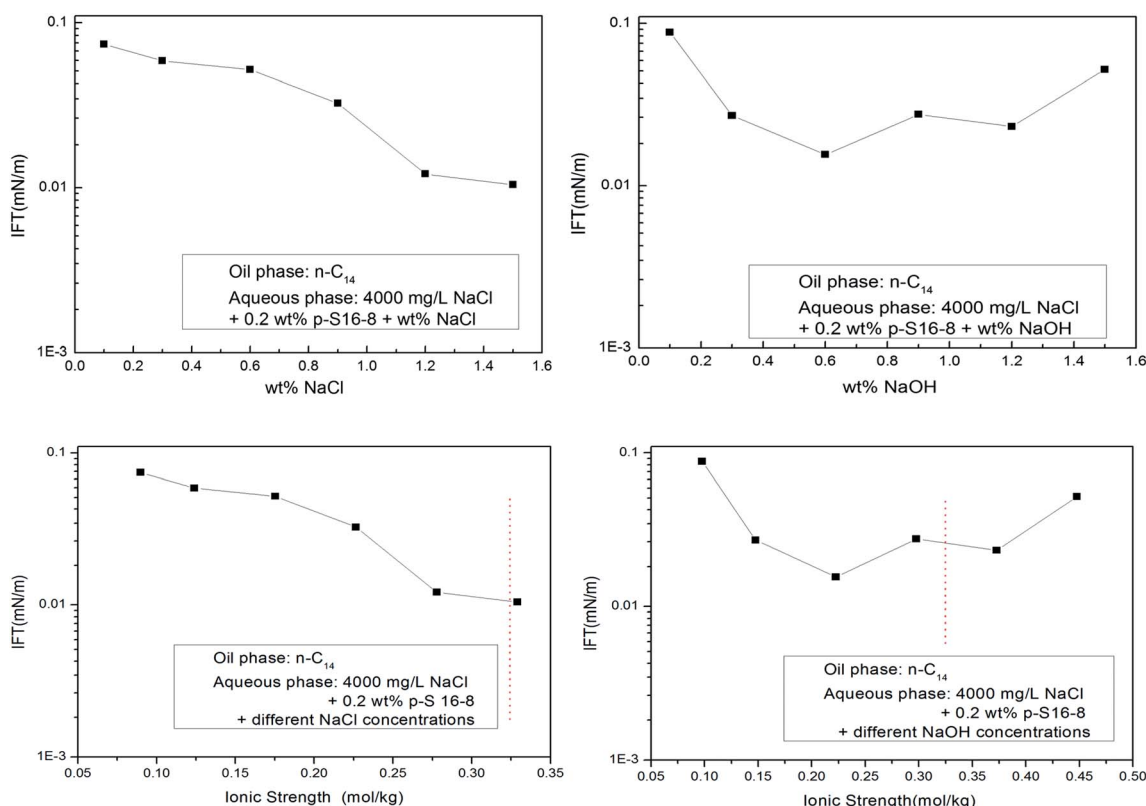 0.1
0.01
1E-3
IFT(mN/m)
Oil phase: n-C₁₄
Aqueous phase: 4000 mg/L NaCl
+ 0.2 wt% p-S16-8 + wt% NaCl
0.0 0.2 0.4 0.6 0.8 1.0 1.2 1.4 1.6
wt% NaCl
0.1
0.01
1E-3
IFT(mN/m)
Oil phase: n-C₁₄
Aqueous phase: 4000 mg/L NaCl
+ 0.2 wt% p-S16-8 + wt% NaOH
0.0 0.2 0.4 0.6 0.8 1.0 1.2 1.4 1.6
wt% NaOH
0.1
0.01
1E-3
IFT(mN/m)
Oil phase: n-C₁₄
Aqueous phase: 4000 mg/L NaCl
+ 0.2 wt% p-S 16-8
+ different NaCl concentrations
0.05 0.10 0.15 0.20 0.25 0.30 0.35
Ionic Strength (mol/kg)
0.1
0.01
1E-3
IFT(mN/m)
Oil phase: n-C₁₄
Aqueous phase: 4000 mg/L NaCl
+ 0.2 wt% p-S16-8
+ different NaOH concentrations
0.05 0.10 0.15 0.20 0.25 0.30 0.35 0.40 0.45 0.50
Ionic Strength(mol/kg)